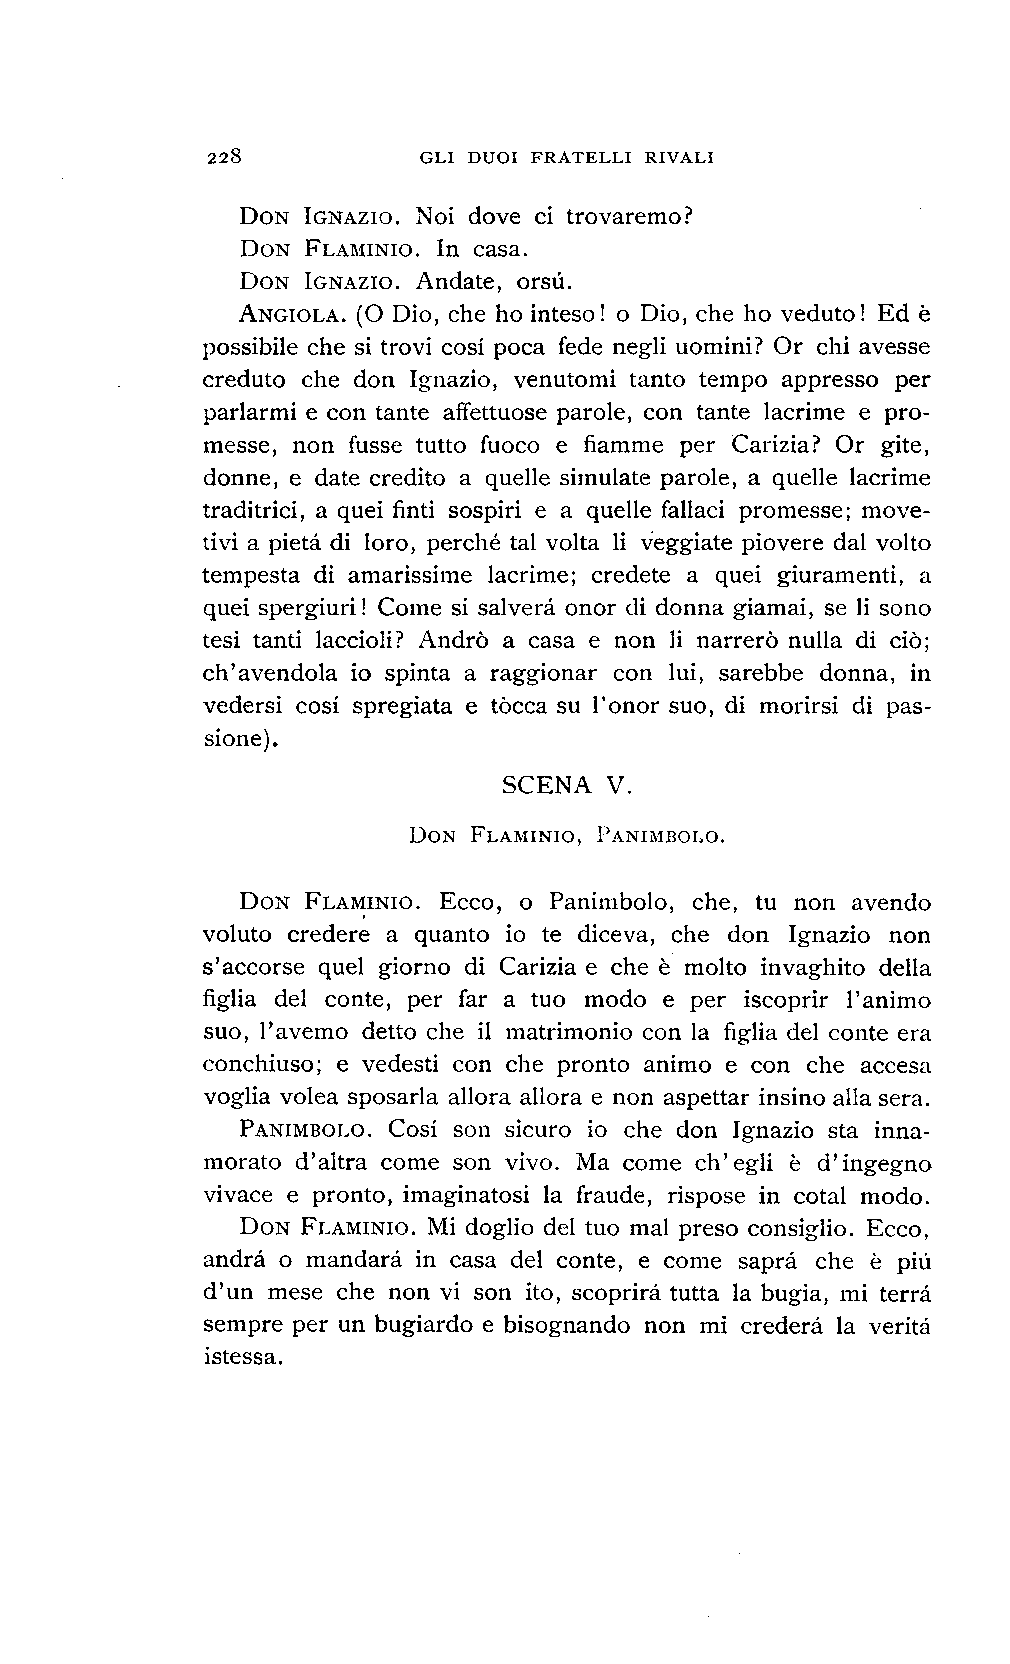 228 GLI DUOI FRATELLI RIVALI
DON IGNAZIO. Noi dove ci trovaremo?
DON FLAMINIO. In casa.
DON IGNAZIO. Andate, orsú.
ANGIOLA. (O Dio, che ho inteso! o Dio, che ho veduto! Ed è
possibile che si trovi cosí poca fede negli uomini? Or chi avesse
creduto che don Ignazio, venutomi tanto tempo appresso per
parlarmi e con tante affettuose parole, con tante lacrime e pro-
messe, non fusse tutto fuoco e fiamme per Carizia? Or gite,
donne, e date credito a quelle simulate parole, a quelle lacrime
traditrici, a quei finti sospiri e a quelle fallaci promesse; move-
tivi a pietá di loro, perché tal volta li veggiate piovere dal volto
tempesta di amarissime lacrime; credete a quei giuramenti, a
quei spergiuri! Come si salverá onor di donna giamai, se li sono
tesi tanti laccioli? Andrò a casa e non li narrerò nulla di ciò;
ch'avendola io spinta a raggionar con lui, sarebbe donna, in
vedersi cosí spregiata e tòcca su l'onor suo, di morirsi di pas-
sione).
SCENA V.
DON FLAMINIO, PANIMBOLO.
DON FLAMINIO. Ecco, o Panimbolo, che, tu non avendo
voluto credere a quanto io te diceva, che don Ignazio non
s'accorse quel giorno di Carizia e che è molto invaghito della
figlia del conte, per far a tuo modo e per iscoprir l'animo
suo, l'avemo detto che il matrimonio con la figlia del conte era
conchiuso; e vedesti con che pronto animo e con che accesa
voglia volea sposarla allora allora e non aspettar insino alla sera.
PANIMBOLO. Cosí son sicuro io che don Ignazio sta inna-
morato d'altra come son vivo. Ma come ch'egli è d'ingegno
vivace e pronto, imaginatosi la fraude, rispose in cotal modo.
DON FLAMINIO. Mi doglio del tuo mal preso consiglio. Ecco,
andrá o mandará in casa del conte, e come saprá che è piú
d'un mese che non vi son ito, scoprirá tutta la bugia, mi terrá
sempre per un bugiardo e bisognando non mi crederá la veritá
istessa.